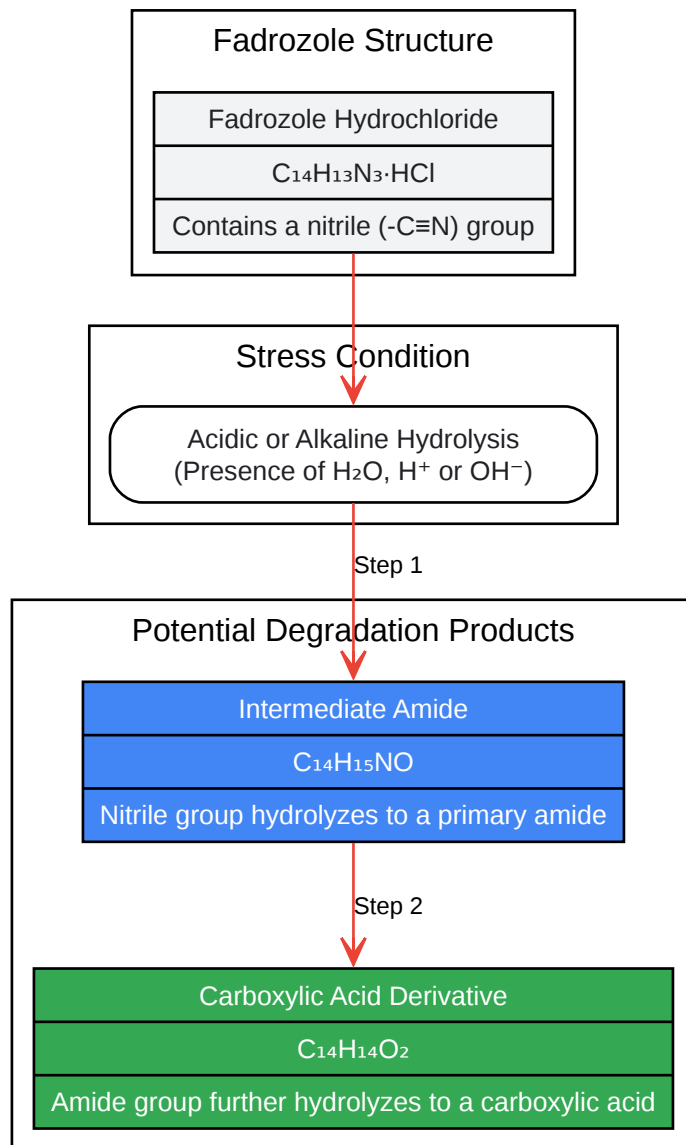 Fadrozole Structure
Fadrozole Hydrochloride
C₁₄H₁₃N₃·HCl
Contains a nitrile (-C≡N) group
Stress Condition
Acidic or Alkaline Hydrolysis
(Presence of H₂O, H⁺ or OH⁻)
Step 1
Potential Degradation Products
Intermediate Amide
C₁₄H₁₅NO
Nitrile group hydrolyzes to a primary amide
Step 2
Carboxylic Acid Derivative
C₁₄H₁₄O₂
Amide group further hydrolyzes to a carboxylic acid